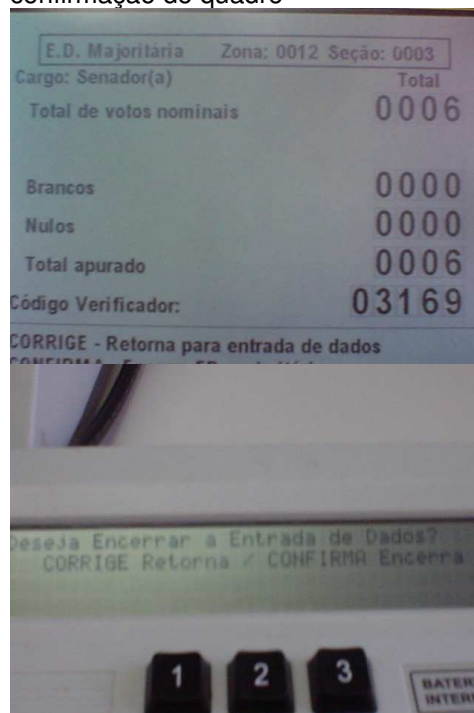 confirmação do quadro
E.D. Majoritária Zona: 0012 Seção: 0003
Cargo: Senador(a) Total
Total de votos nominais 0006
Brancos 0000
Nulos 0000
Total apurado 0006
Código Verificador: 03169
CORRIGE - Retorna para entrada de dados
CONFIRMA
Deseja Encerrar a Entrada de Dados?
CORRIGE Retorna / CONFIRMA Encerra
1 2 3